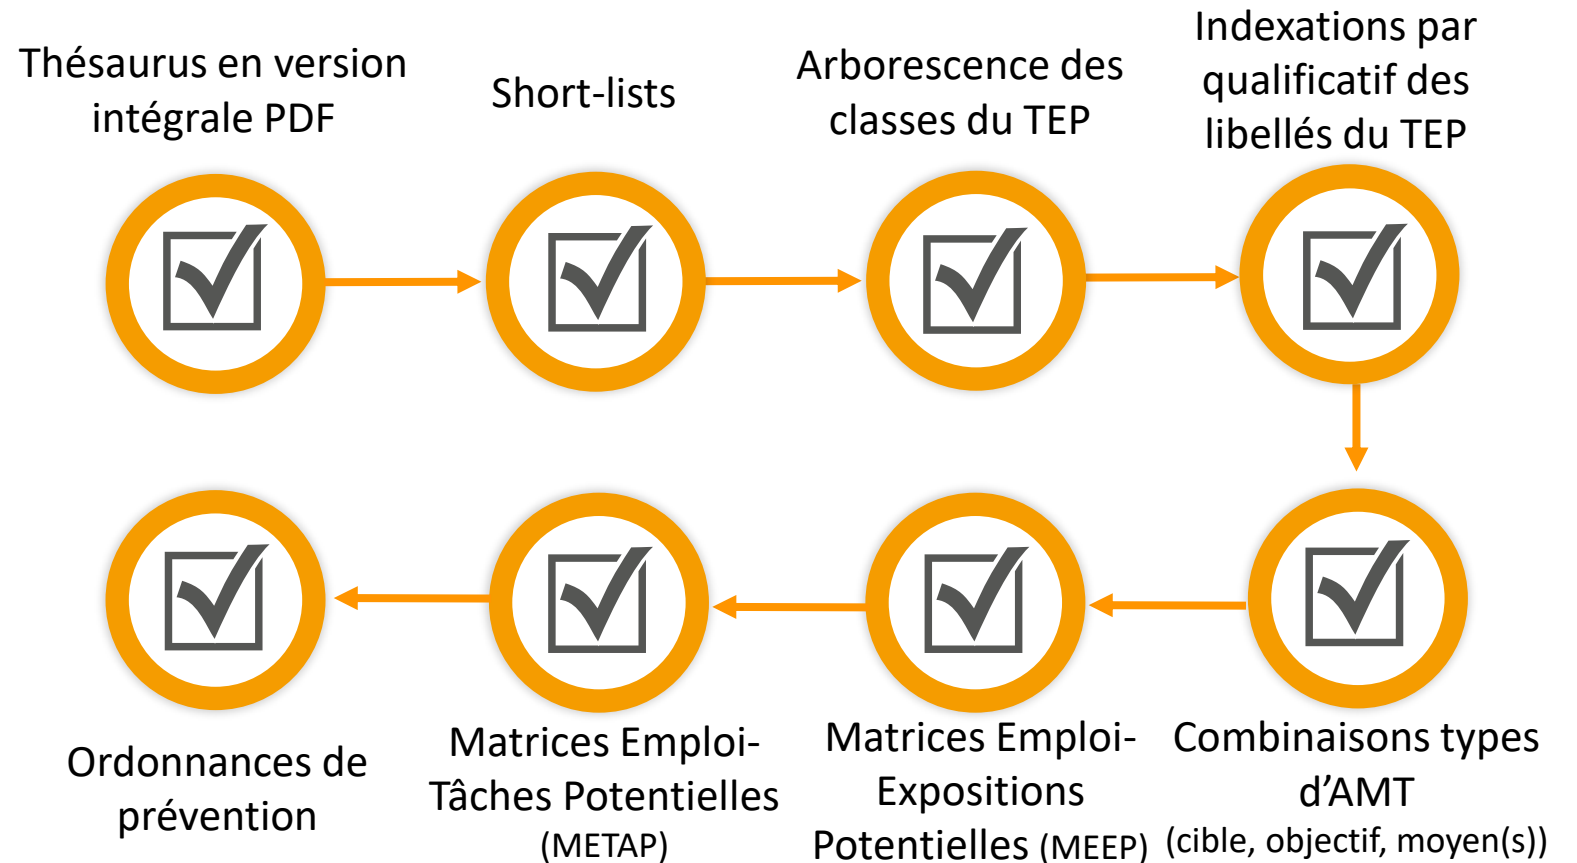 Thésaurus en version
intégrale PDF
Short-lists
Arborescence des
classes du TEP
Indexations par
qualificatif des
libellés du TEP
Ordonnances de
prévention
Matrices Emploi-
Tâches Potentielles
(METAP)
Matrices Emploi-
Expositions
Potentielles (MEEP)
Combinaisons types
d’AMT
(cible, objectif, moyen(s))